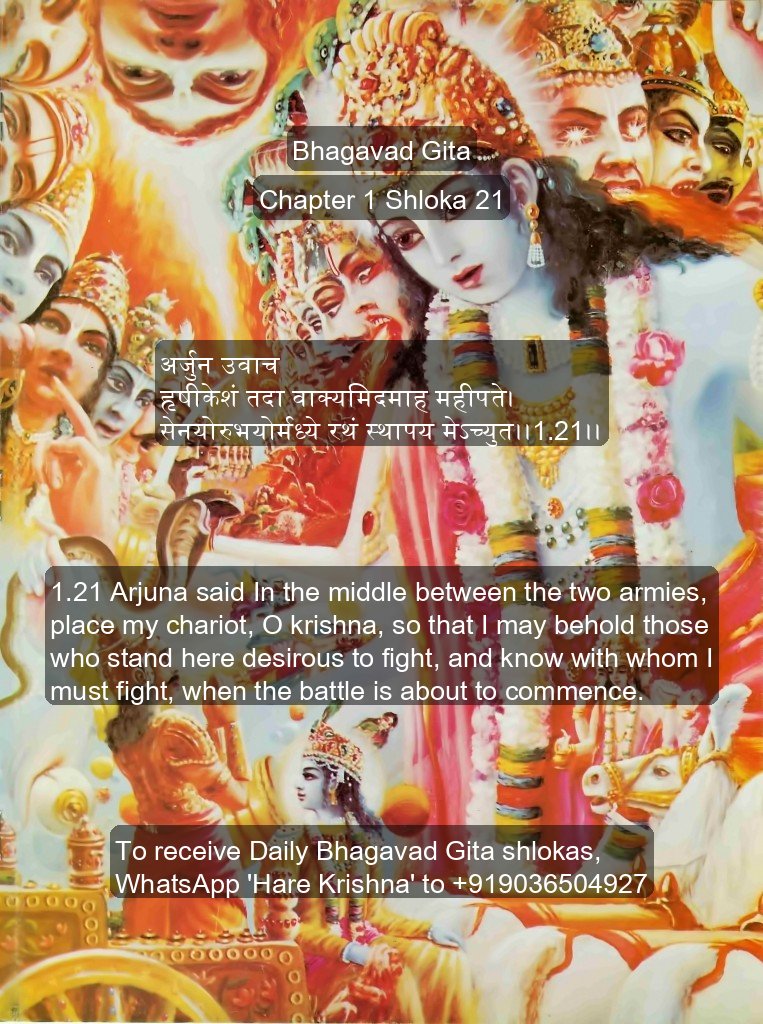 Bhagavad Gita
Chapter 1 Shloka 21
अर्जुन उवाच
हृषीकेशं तदा वाक्यमिदमाह महीपते।
सेनयोरुभयोर्मध्ये रथं स्थापय मेऽच्युत।।1.21।।
1.21 Arjuna said In the middle between the two armies,
place my chariot, O krishna, so that I may behold those
who stand here desirous to fight, and know with whom I
must fight, when the battle is about to commence.
To receive Daily Bhagavad Gita shlokas,
WhatsApp 'Hare Krishna' to +919036504927